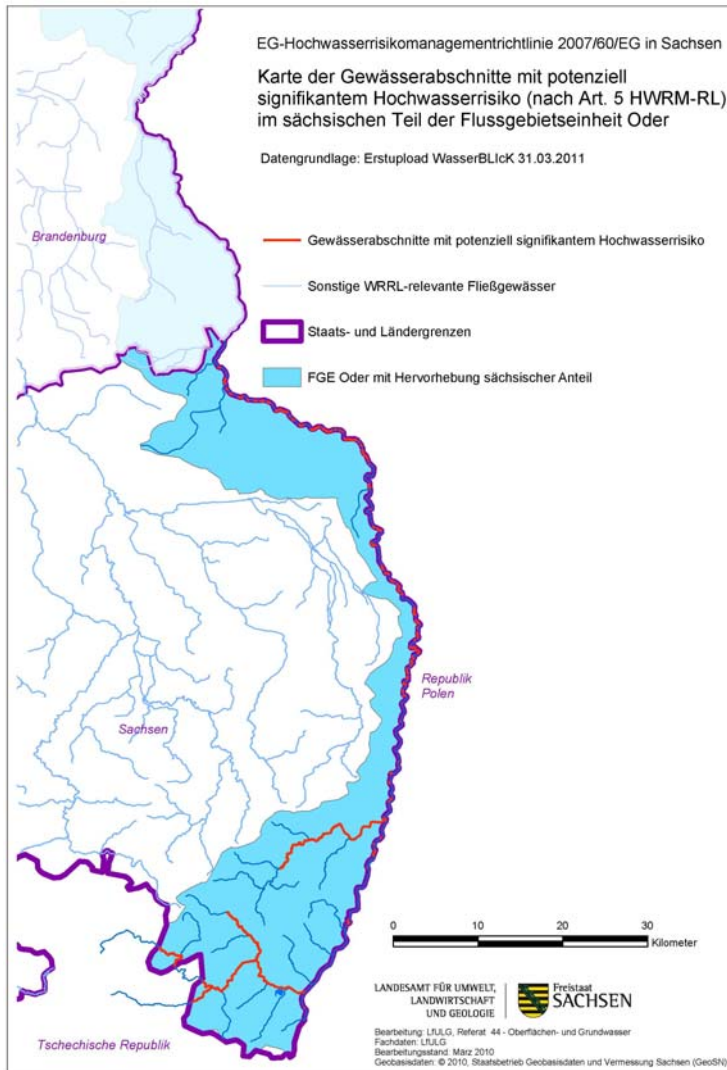 EG-Hochwasserrisikomanagementrichtlinie 2007/60/EG in Sachsen
Karte der Gewässerabschnitte mit potenziell
signifikantem Hochwasserrisiko (nach Art. 5 HWRM-RL)
im sächsischen Teil der Flussgebietseinheit Oder
Datengrundlage: Erstupload WasserBLIcK 31.03.2011
Brandenburg
Gewässerabschnitte mit potenziell signifikantem Hochwasserrisiko
Sonstige WRRL-relevante Fließgewässer
Staats- und Ländergrenzen
FGE Oder mit Hervorhebung sächsischer Anteil
Republik
Polen
Sachsen
0 10 20 30
Kilometer
LANDESAMT FÜR UMWELT,
LANDWIRTSCHAFT
UND GEOLOGIE
Freistaat
SACHSEN
Tschechische Republik
Bearbeitung: LfULG, Referat 44 - Oberflächen- und Grundwasser
Fachdaten: LfULG
Bearbeitungsstand: März 2010
Geobasisdaten: © 2010, Staatsbetrieb Geobasisdaten und Vermessung Sachsen (GeoSN)